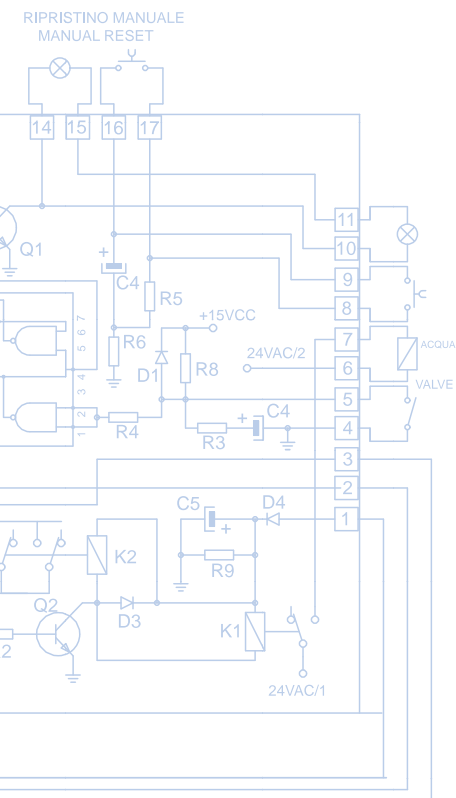 RIPRISTINO MANUALE
MANUAL RESET
14 15 16 17
Q1
11
10
9
8
7
6
5
4
3
2
1
+
C4
R5
R6
+15VCC
24VAC/2
D1
R8
ACQUA
VALVE
7
6
5
4
3
2
1
R4
R3
+
C4
C5
+
D4
R9
K2
D3
Q2
2
K1
24VAC/1